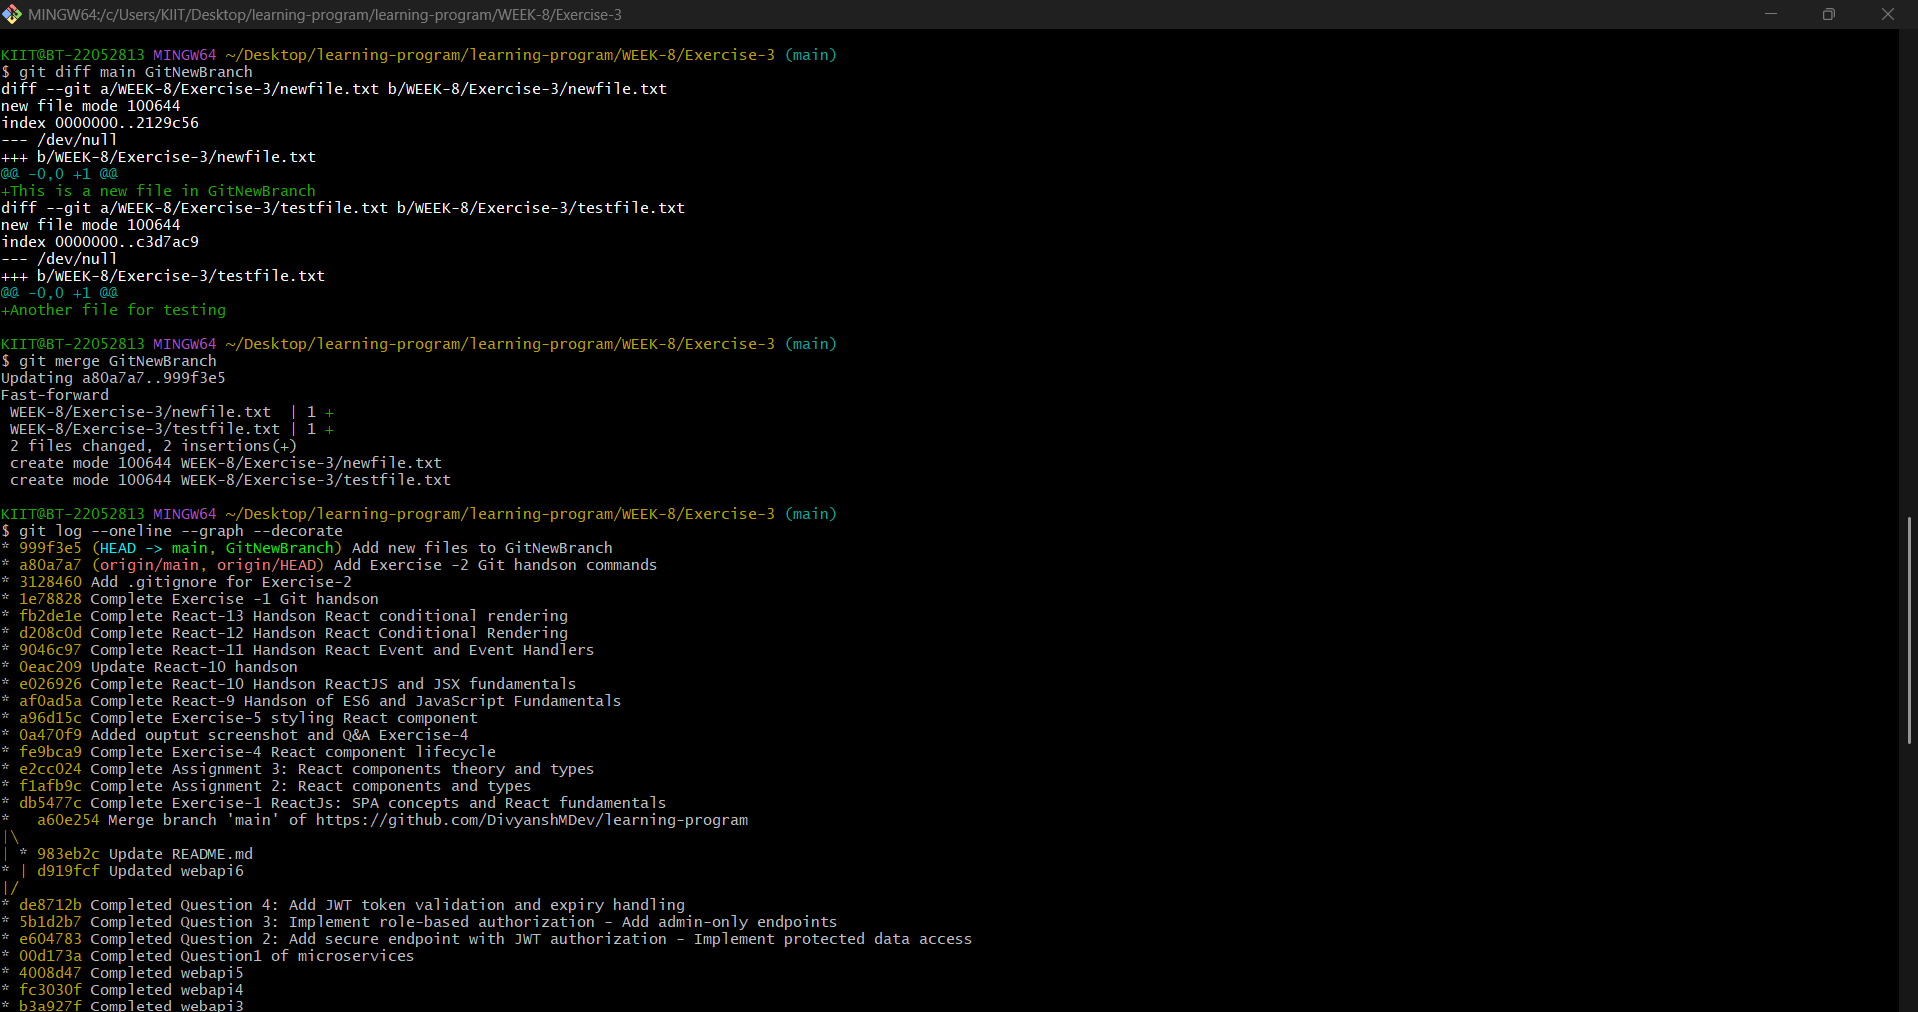 MINGW64:/c/Users/KIIT/Desktop/learning-program/learning-program/WEEK-8/Exercise-3
KIIT@BT-22052813 MINGW64 ~/Desktop/learning-program/learning-program/WEEK-8/Exercise-3 (main)
$ git diff main GitNewBranch
diff --git a/WEEK-8/Exercise-3/newfile.txt b/WEEK-8/Exercise-3/newfile.txt
new file mode 100644
index 0000000..2129c56
--- /dev/null
+++ b/WEEK-8/Exercise-3/newfile.txt
@@ -0,0 +1 @@
+This is a new file in GitNewBranch
diff --git a/WEEK-8/Exercise-3/testfile.txt b/WEEK-8/Exercise-3/testfile.txt
new file mode 100644
index 0000000..c3d7ac9
--- /dev/null
+++ b/WEEK-8/Exercise-3/testfile.txt
@@ -0,0 +1 @@
+Another file for testing
KIIT@BT-22052813 MINGW64 ~/Desktop/learning-program/learning-program/WEEK-8/Exercise-3 (main)
$ git merge GitNewBranch
Updating a80a7a7..999f3e5
Fast-forward
 WEEK-8/Exercise-3/newfile.txt  | 1 +
 WEEK-8/Exercise-3/testfile.txt | 1 +
 2 files changed, 2 insertions(+)
 create mode 100644 WEEK-8/Exercise-3/newfile.txt
 create mode 100644 WEEK-8/Exercise-3/testfile.txt
KIIT@BT-22052813 MINGW64 ~/Desktop/learning-program/learning-program/WEEK-8/Exercise-3 (main)
$ git log --oneline --graph --decorate
* 999f3e5 (HEAD -> main, GitNewBranch) Add new files to GitNewBranch
* a80a7a7 (origin/main, origin/HEAD) Add Exercise -2 Git handson commands
* 3128460 Add .gitignore for Exercise-2
* 1e78828 Complete Exercise -1 Git handson
* fb2de1e Complete React-13 Handson React conditional rendering
* d208c0d Complete React-12 Handson React Conditional Rendering
* 9046c97 Complete React-11 Handson React Event and Event Handlers
* 0eac209 Update React-10 handson
* e026926 Complete React-10 Handson ReactJS and JSX fundamentals
* af0ad5a Complete React-9 Handson of ES6 and JavaScript Fundamentals
* a96d15c Complete Exercise-5 styling React component
* 0a470f9 Added ouptut screenshot and Q&A Exercise-4
* fe9bca9 Complete Exercise-4 React component lifecycle
* e2cc024 Complete Assignment 3: React components theory and types
* f1afb9c Complete Assignment 2: React components and types
* db5477c Complete Exercise-1 ReactJs: SPA concepts and React fundamentals
*   a60e254 Merge branch 'main' of https://github.com/DivyanshMDev/learning-program
|\
| * 983eb2c Update README.md
* | d919fcf Updated webapi6
|/
* de8712b Completed Question 4: Add JWT token validation and expiry handling
* 5b1d2b7 Completed Question 3: Implement role-based authorization - Add admin-only endpoints
* e604783 Completed Question 2: Add secure endpoint with JWT authorization - Implement protected data access
* 00d173a Completed Question1 of microservices
* 4008d47 Completed webapi5
* fc3030f Completed webapi4
* b3a927f Completed webapi3